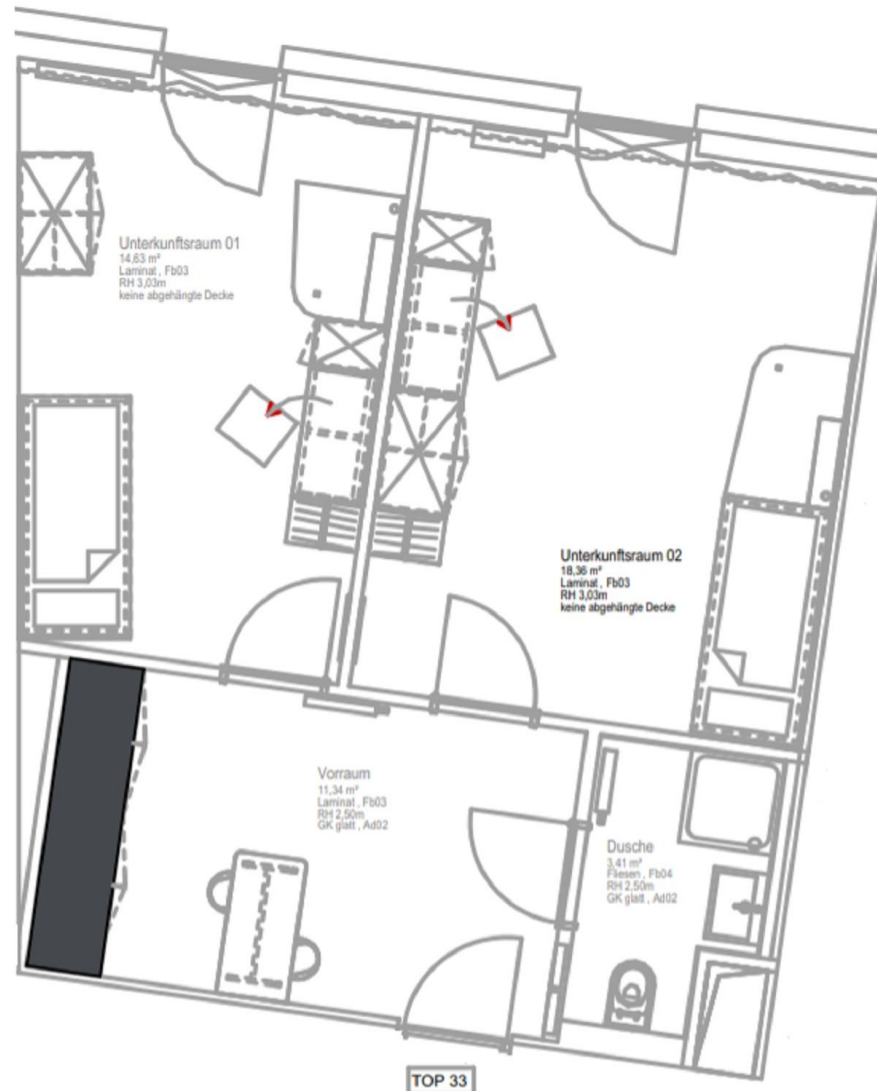 Unterkunftsraum 01
14,63 m²
Laminat , Fb03
RH 3,03m
keine abgehängte Decke
Unterkunftsraum 02
18,36 m²
Laminat , Fb03
RH 3,03m
keine abgehängte Decke
Vorraum
11,34 m²
Laminat , Fb03
RH 2,50m
GK glatt , Ad02
Dusche
3,41 m²
Fliesen , Fb04
RH 2,50m
GK glatt , Ad02
TOP 33